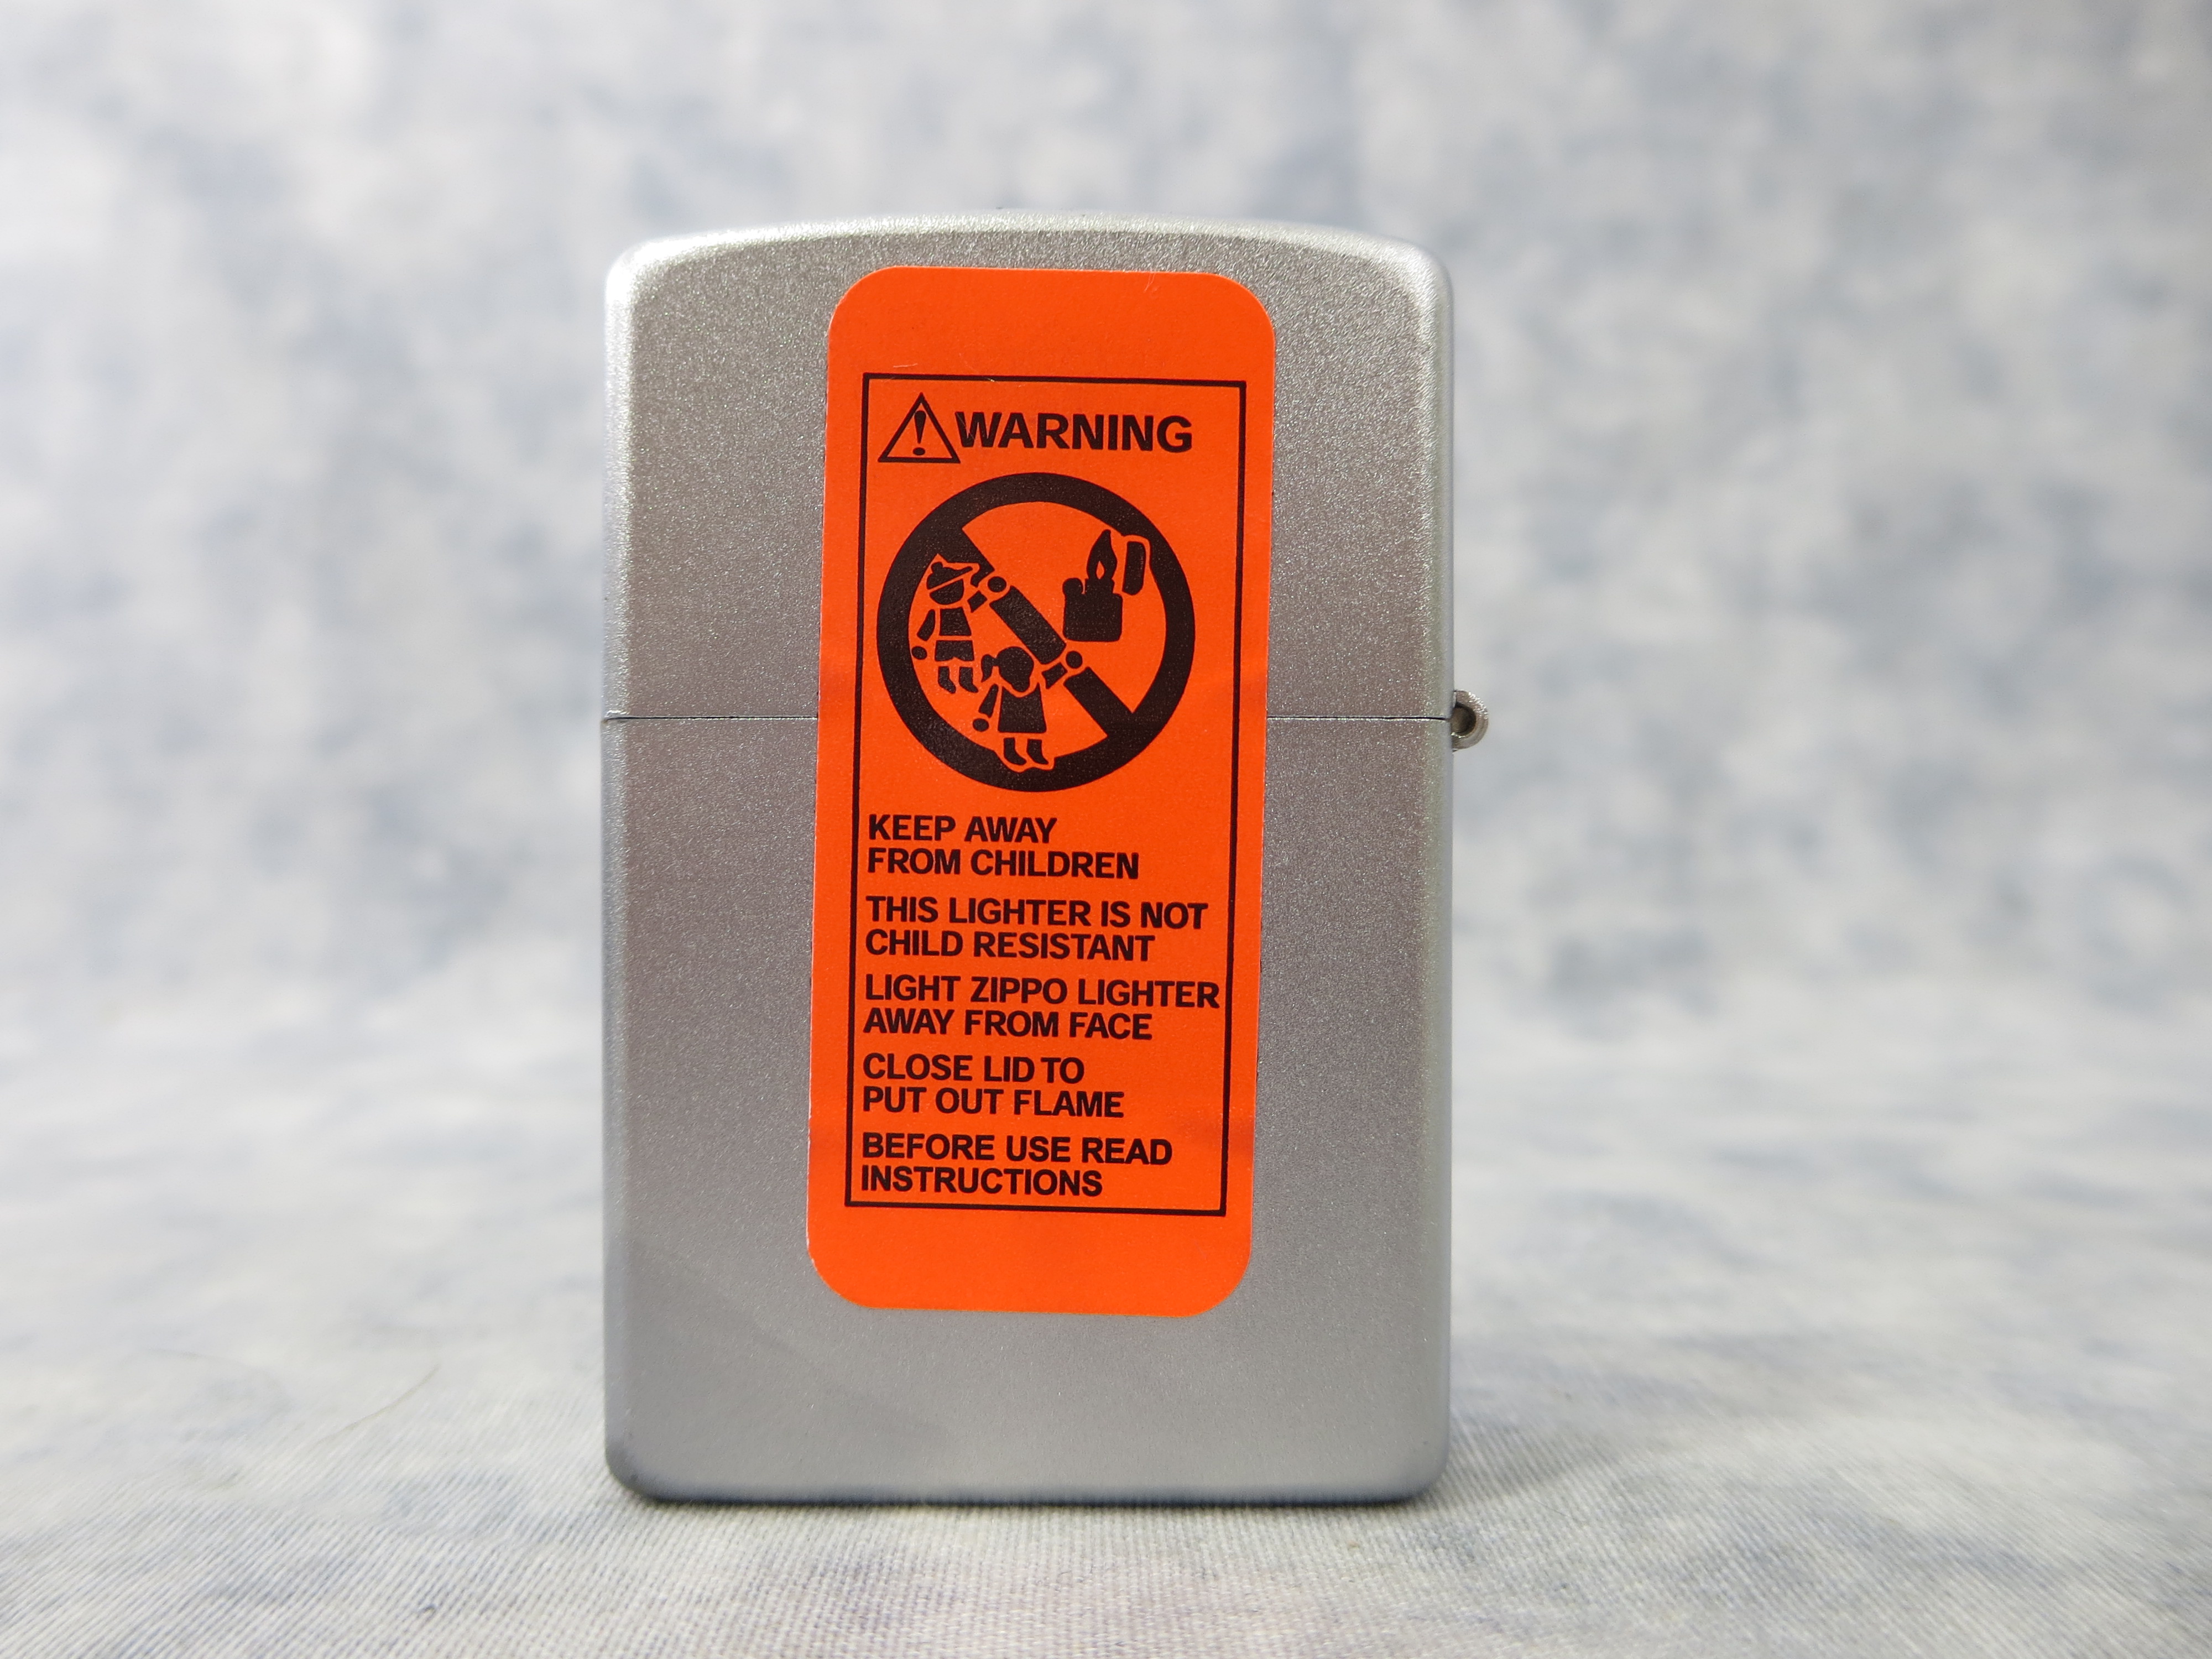 WARNING
KEEP AWAY
FROM CHILDREN
THIS LIGHTER IS NOT
CHILD RESISTANT
LIGHT ZIPPO LIGHTER
AWAY FROM FACE
CLOSE LID TO
PUT OUT FLAME
BEFORE USE READ
INSTRUCTIONS